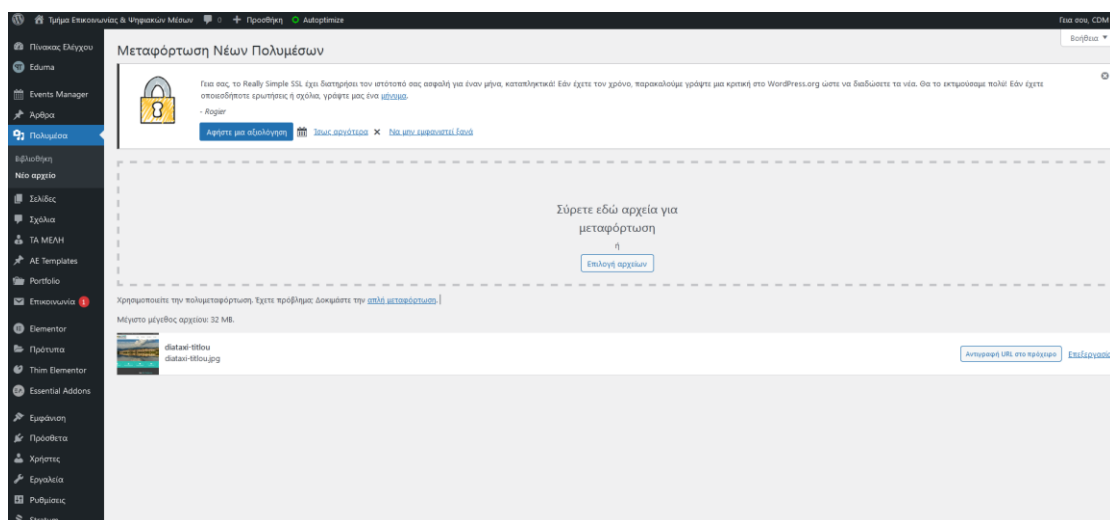 Τμήμα Επικοινωνίας & Ψηφιακών Μέσων 0 Προσθήκη Autoptimize Γεια σου, CDM
Βοήθεια
Πίνακας Ελέγχου
Eduma
Events Manager
Άρθρα
Πολυμέσα
Βιβλιοθήκη
Νέο αρχείο
Σελίδες
Σχόλια
ΤΑ ΜΕΛΗ
AE Templates
Portfolio
Επικοινωνία 1
Elementor
Πρότυπα
Thim Elementor
Essential Addons
Εμφάνιση
Πρόσθετα
Χρήστες
Εργαλεία
Ρυθμίσεις
Μεταφόρτωση Νέων Πολυμέσων
Γεια σας, το Really Simple SSL έχει διατηρήσει τον ιστότοπό σας ασφαλή για έναν μήνα, καταπληκτικά! Εάν έχετε τον χρόνο, παρακαλούμε γράψτε μια κριτική στο WordPress.org ώστε να διαδώσετε τα νέα. Θα το εκτιμούσαμε πολύ! Εάν έχετε
οποιεσδήποτε ερωτήσεις ή σχόλια, γράψτε μας ένα μήνυμα.
- Rogier
Αφήστε μια αξιολόγηση Ίσως αργότερα Να μην εμφανιστεί ξανά
Σύρετε εδώ αρχεία για
μεταφόρτωση
ή
Επιλογή αρχείων
Χρησιμοποιείτε την πολυμεταφόρτωση. Έχετε πρόβλημα; Δοκιμάστε την απλή μεταφόρτωση.
Μέγιστο μέγεθος αρχείου: 32 MB.
diataxi-titlou
diataxi-titlou.jpg
Αντιγραφή URL στο πρόχειρο Επεξεργασία